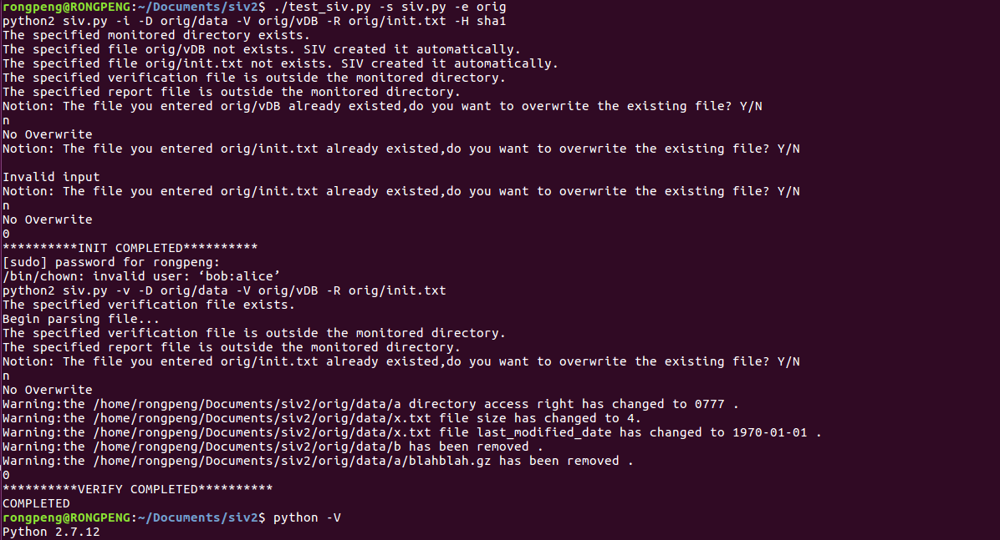 rongpeng@RONGPENG:~/Documents/siv2$ ./test_siv.py -s siv.py -e orig
python2 siv.py -i -D orig/data -V orig/vDB -R orig/init.txt -H sha1
The specified monitored directory exists.
The specified file orig/vDB not exists. SIV created it automatically.
The specified file orig/init.txt not exists. SIV created it automatically.
The specified verification file is outside the monitored directory.
The specified report file is outside the monitored directory.
Notion: The file you entered orig/vDB already existed,do you want to overwrite the existing file? Y/N
n
No Overwrite
Notion: The file you entered orig/init.txt already existed,do you want to overwrite the existing file? Y/N

Invalid input
Notion: The file you entered orig/init.txt already existed,do you want to overwrite the existing file? Y/N
n
No Overwrite
0
**********INIT COMPLETED**********
[sudo] password for rongpeng:
/bin/chown: invalid user: ‘bob:alice’
python2 siv.py -v -D orig/data -V orig/vDB -R orig/init.txt
The specified verification file exists.
Begin parsing file...
The specified verification file is outside the monitored directory.
The specified report file is outside the monitored directory.
Notion: The file you entered orig/init.txt already existed,do you want to overwrite the existing file? Y/N
n
No Overwrite
Warning:the /home/rongpeng/Documents/siv2/orig/data/a directory access right has changed to 0777 .
Warning:the /home/rongpeng/Documents/siv2/orig/data/x.txt file size has changed to 4.
Warning:the /home/rongpeng/Documents/siv2/orig/data/x.txt file last_modified_date has changed to 1970-01-01 .
Warning:the /home/rongpeng/Documents/siv2/orig/data/b has been removed .
Warning:the /home/rongpeng/Documents/siv2/orig/data/a/blahblah.gz has been removed .
0
**********VERIFY COMPLETED**********
COMPLETED
rongpeng@RONGPENG:~/Documents/siv2$ python -V
Python 2.7.12